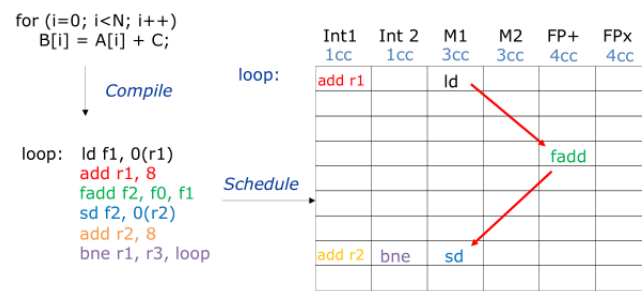 for (i=0; i<N; i++)
B[i] = A[i] + C;
Compile
loop: ld f1, 0(r1)
add r1, 8
fadd f2, f0, f1
sd f2, 0(r2)
add r2, 8
bne r1, r3, loop
Schedule
Int1 Int 2 M1 M2 FP+ FPx
1cc 1cc 3cc 3cc 4cc 4cc
loop: add r1 ld
fadd
add r2 bne sd